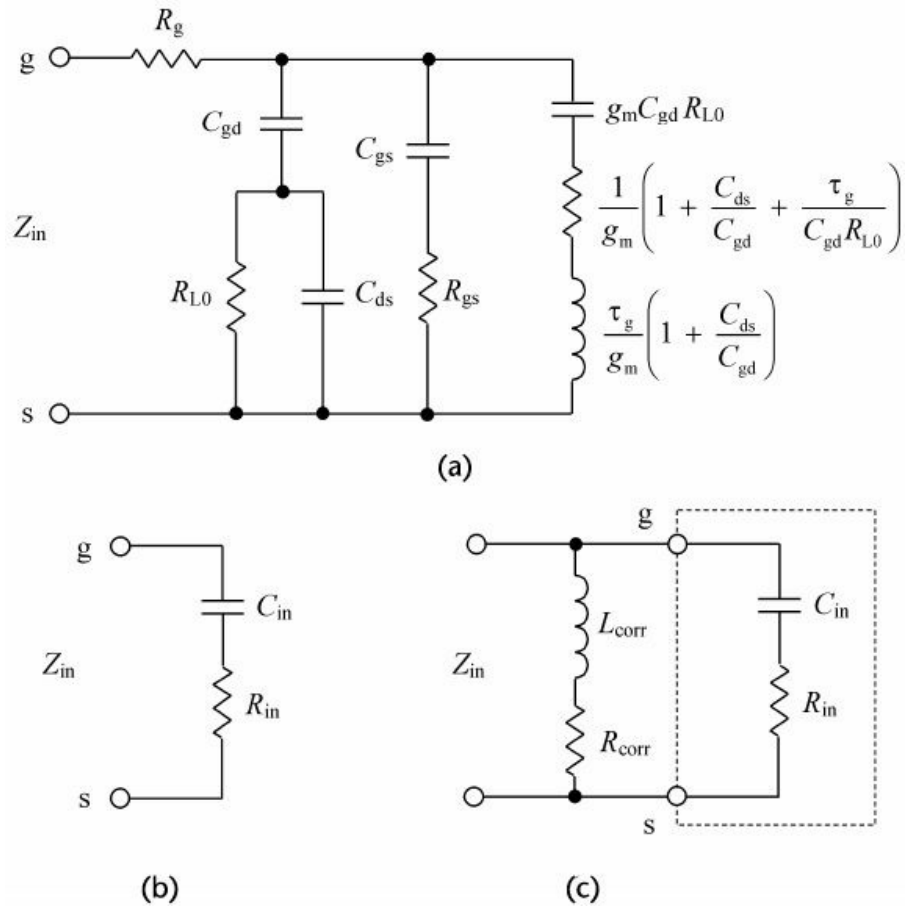 R_g
g
C_gd
C_gs
g_m C_gd R_L0
1/g_m (1 + C_ds/C_gd + τ_g/(C_gd R_L0))
Z_in
R_L0
C_ds
R_gs
τ_g/g_m (1 + C_ds/C_gd)
s
(a)
g
C_in
Z_in
R_in
s
(b)
g
C_in
L_corr
Z_in
R_in
R_corr
s
(c)